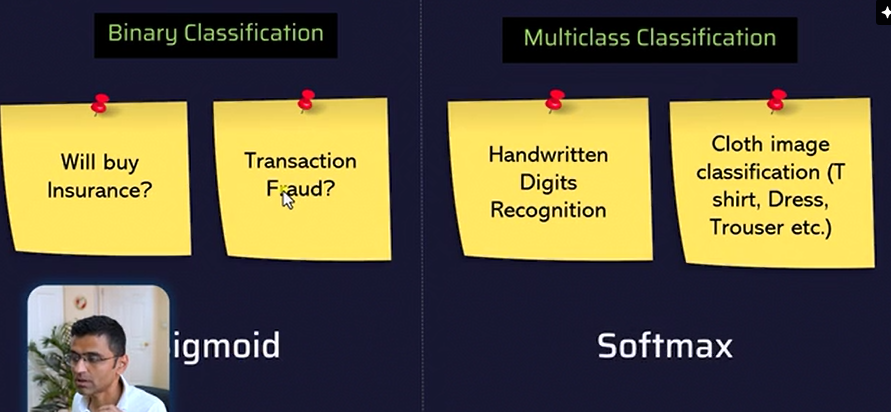 Binary Classification
Will buy
Insurance?
Transaction
Fraud?
igmoid
Multiclass Classification
Handwritten
Digits
Recognition
Cloth image
classification (T
shirt, Dress,
Trouser etc.)
Softmax